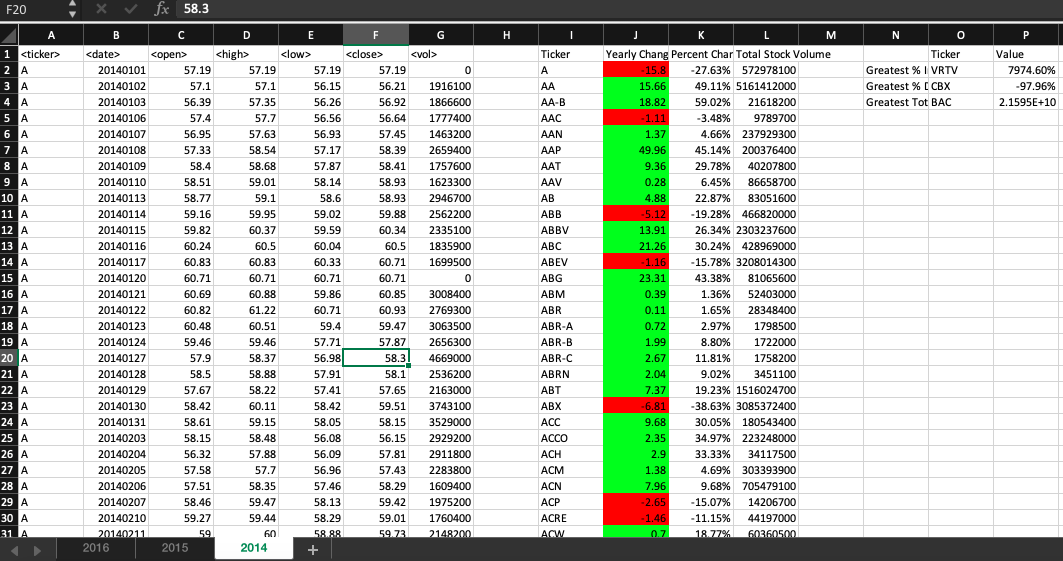 F20 fx 58.3
A B C D E F G H I J K L M N O P
1 <ticker> <date> <open> <high> <low> <close> <vol> Ticker Yearly Chang Percent Char Total Stock Volume Ticker Value
2 A 20140101 57.19 57.19 57.19 57.19 0 A -15.8 -27.63% 572978100 Greatest % I VRTV 7974.60%
3 A 20140102 57.1 57.1 56.15 56.21 1916100 AA 15.66 49.11% 5161412000 Greatest % D CBX -97.96%
4 A 20140103 56.39 57.35 56.26 56.92 1866600 AA-B 18.82 59.02% 21618200 Greatest Tot BAC 2.1595E+10
5 A 20140106 57.4 57.7 56.56 56.64 1777400 AAC -1.11 -3.48% 9789700
6 A 20140107 56.95 57.63 56.93 57.45 1463200 AAN 1.37 4.66% 237929300
7 A 20140108 57.33 58.54 57.17 58.39 2659400 AAP 49.96 45.14% 200376400
8 A 20140109 58.4 58.68 57.87 58.41 1757600 AAT 9.36 29.78% 40207800
9 A 20140110 58.51 59.01 58.14 58.93 1623300 AAV 0.28 6.45% 86658700
10 A 20140113 58.77 59.1 58.6 58.93 2946700 AB 4.88 22.87% 83051600
11 A 20140114 59.16 59.95 59.02 59.88 2562200 ABB -5.12 -19.28% 466820000
12 A 20140115 59.82 60.37 59.59 60.34 2335100 ABBV 13.91 26.34% 2303237600
13 A 20140116 60.24 60.5 60.04 60.5 1835900 ABC 21.26 30.24% 428969000
14 A 20140117 60.83 60.83 60.33 60.71 1699500 ABEV -1.16 -15.78% 3208014300
15 A 20140120 60.71 60.71 60.71 60.71 0 ABG 23.31 43.38% 81065600
16 A 20140121 60.69 60.88 59.86 60.85 3008400 ABM 0.39 1.36% 52403000
17 A 20140122 60.82 61.22 60.71 60.93 2769300 ABR 0.11 1.65% 28348400
18 A 20140123 60.48 60.51 59.4 59.47 3063500 ABR-A 0.72 2.97% 1798500
19 A 20140124 59.46 59.46 57.71 57.87 2656300 ABR-B 1.99 8.80% 1722000
20 A 20140127 57.9 58.37 56.98 58.3 4669000 ABR-C 2.67 11.81% 1758200
21 A 20140128 58.5 58.88 57.91 58.1 2536200 ABRN 2.04 9.02% 3451100
22 A 20140129 57.67 58.22 57.41 57.65 2163000 ABT 7.37 19.23% 1516024700
23 A 20140130 58.42 60.11 58.42 59.51 3743100 ABX -6.81 -38.63% 3085372400
24 A 20140131 58.61 59.15 58.05 58.15 3529000 ACC 9.68 30.05% 180543400
25 A 20140203 58.15 58.48 56.08 56.15 2929200 ACCO 2.35 34.97% 223248000
26 A 20140204 56.32 57.88 56.09 57.81 2911800 ACH 2.9 33.33% 34117500
27 A 20140205 57.58 57.7 56.96 57.43 2283800 ACM 1.38 4.69% 303393900
28 A 20140206 57.51 58.35 57.46 58.29 1609400 ACN 7.96 9.68% 705479100
29 A 20140207 58.46 59.47 58.13 59.42 1975200 ACP -2.65 -15.07% 14206700
30 A 20140210 59.27 59.44 58.29 59.01 1760400 ACRE -1.46 -11.15% 44197000
31 A 20140211 59 60 58.88 59.73 2148200 ACW 0.7 18.77% 60360500
2016 2015 2014 +